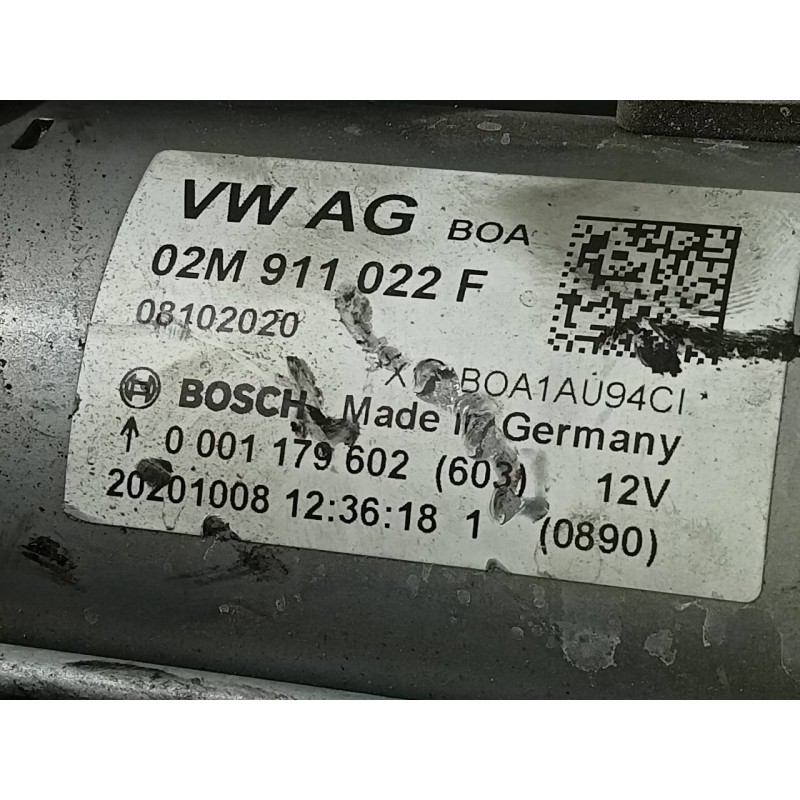 VW AG BOA
02M 911 022 F
08102020
X BOA1AU94CI *
BOSCH Made In Germany
↑ 0 001 179 602 (603) 12V
20201008 12:36:18 1 (0890)